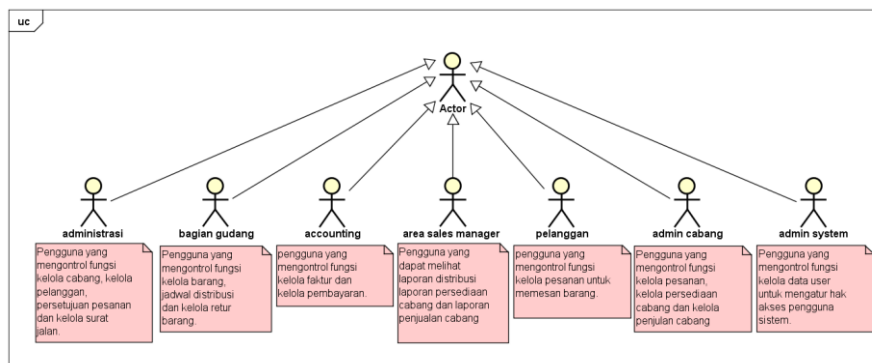 uc
Actor
administrasi
bagian gudang
accounting
area sales manager
pelanggan
admin cabang
admin system
Pengguna yang
mengontrol fungsi
kelola cabang, kelola
pelanggan,
persetujuan pesanan
dan kelola surat
jalan.
Pengguna yang
mengontrol fungsi
kelola barang,
jadwal distribusi
dan kelola retur
barang.
pengguna yang
mengontrol fungsi
kelola faktur dan
kelola pembayaran.
Pengguna yang
dapat melihat
laporan distribusi
laporan persediaan
cabang dan laporan
penjualan cabang
pengguna yang
mengontrol fungsi
kelola pesanan untuk
memesan barang.
Pengguna yang
mengontrol fungsi
kelola pesanan,
kelola persediaan
cabang dan kelola
penjulan cabang
Pengguna yang
mengontrol fungsi
kelola data user
untuk mengatur hak
akses pengguna
sistem.